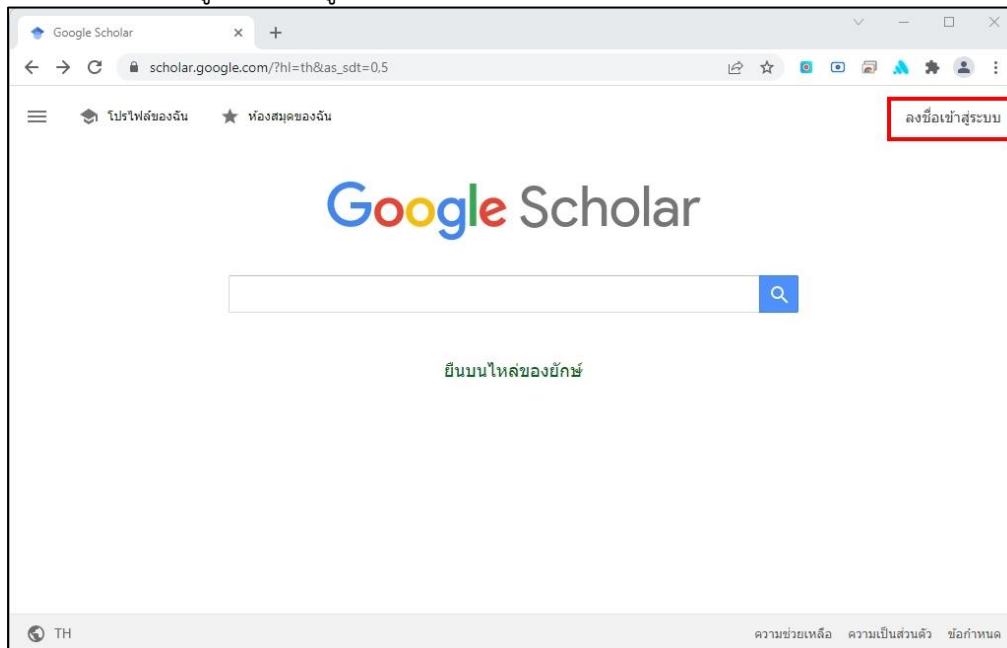 Google Scholar
scholar.google.com/?hl=th&as_sdt=0,5
โปรไฟล์ของฉัน ห้องสมุดของฉัน ลงชื่อเข้าสู่ระบบ
Google Scholar
ยืนบนไหล่ของยักษ์
TH ความช่วยเหลือ ความเป็นส่วนตัว ข้อกำหนด